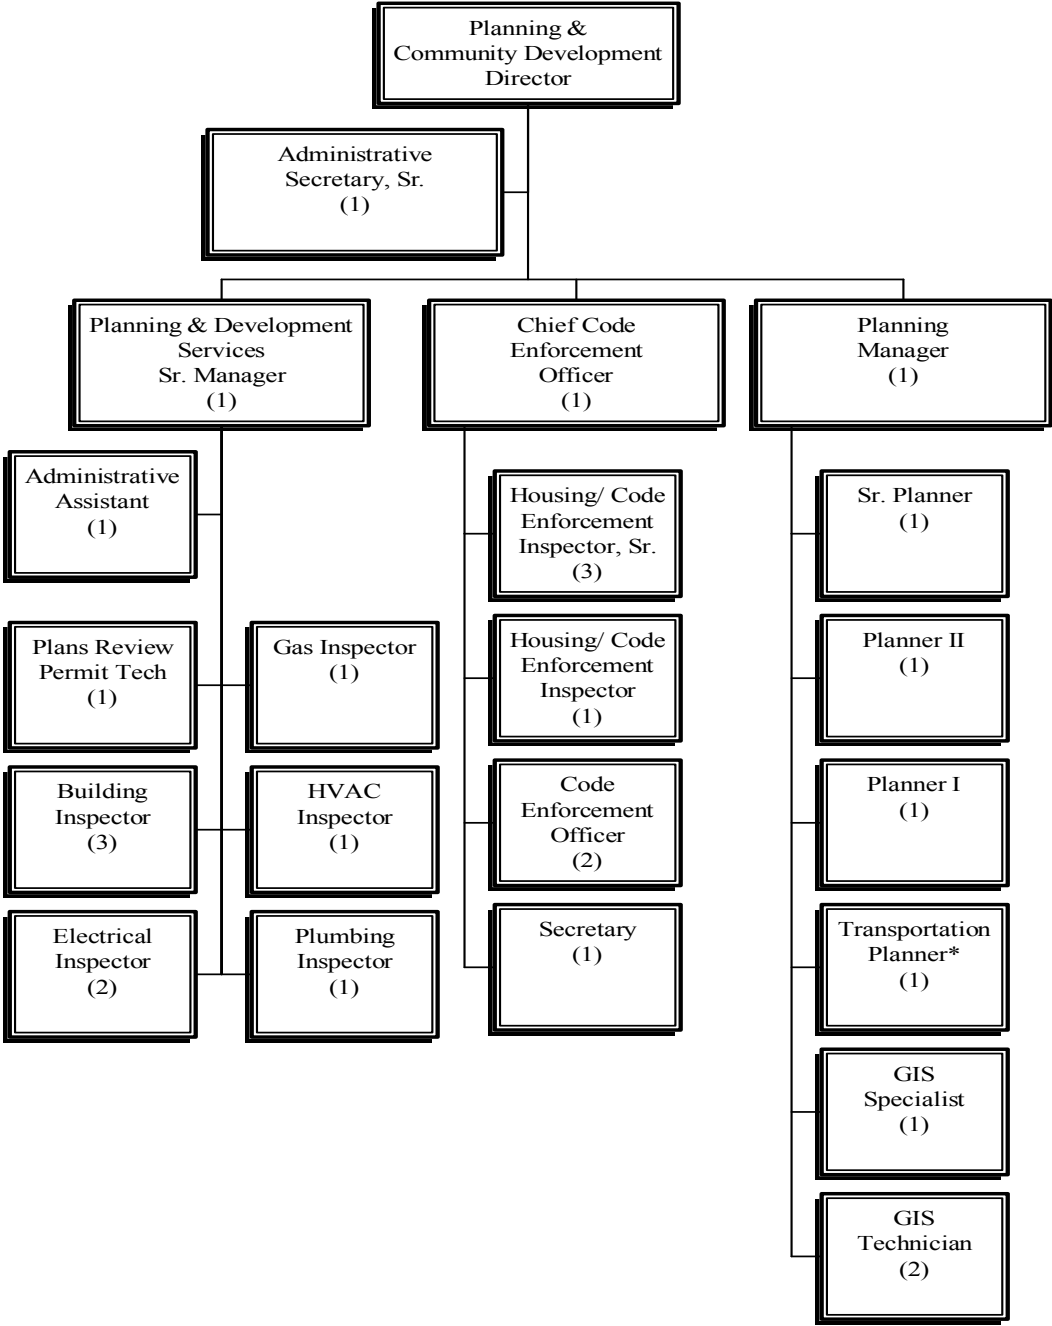 Planning &
Community Development
Director
Administrative
Secretary, Sr.
(1)
Planning & Development
Services
Sr. Manager
(1)
Chief Code
Enforcement
Officer
(1)
Planning
Manager
(1)
Administrative
Assistant
(1)
Plans Review
Permit Tech
(1)
Gas Inspector
(1)
Building
Inspector
(3)
HVAC
Inspector
(1)
Electrical
Inspector
(2)
Plumbing
Inspector
(1)
Housing/ Code
Enforcement
Inspector, Sr.
(3)
Housing/ Code
Enforcement
Inspector
(1)
Code
Enforcement
Officer
(2)
Secretary
(1)
Sr. Planner
(1)
Planner II
(1)
Planner I
(1)
Transportation
Planner*
(1)
GIS
Specialist
(1)
GIS
Technician
(2)